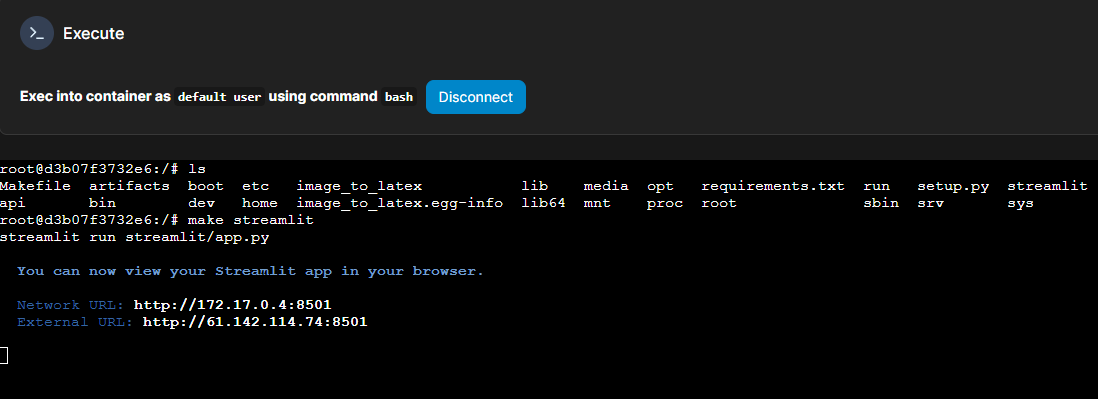 Execute
Exec into container as default user using command bash Disconnect
root@d3b07f3732e6:/# ls
Makefile artifacts boot etc image_to_latex lib media opt requirements.txt run setup.py streamlit
api bin dev home image_to_latex.egg-info lib64 mnt proc root sbin srv sys
root@d3b07f3732e6:/# make streamlit
streamlit run streamlit/app.py
You can now view your Streamlit app in your browser.
Network URL: http://172.17.0.4:8501
External URL: http://61.142.114.74:8501